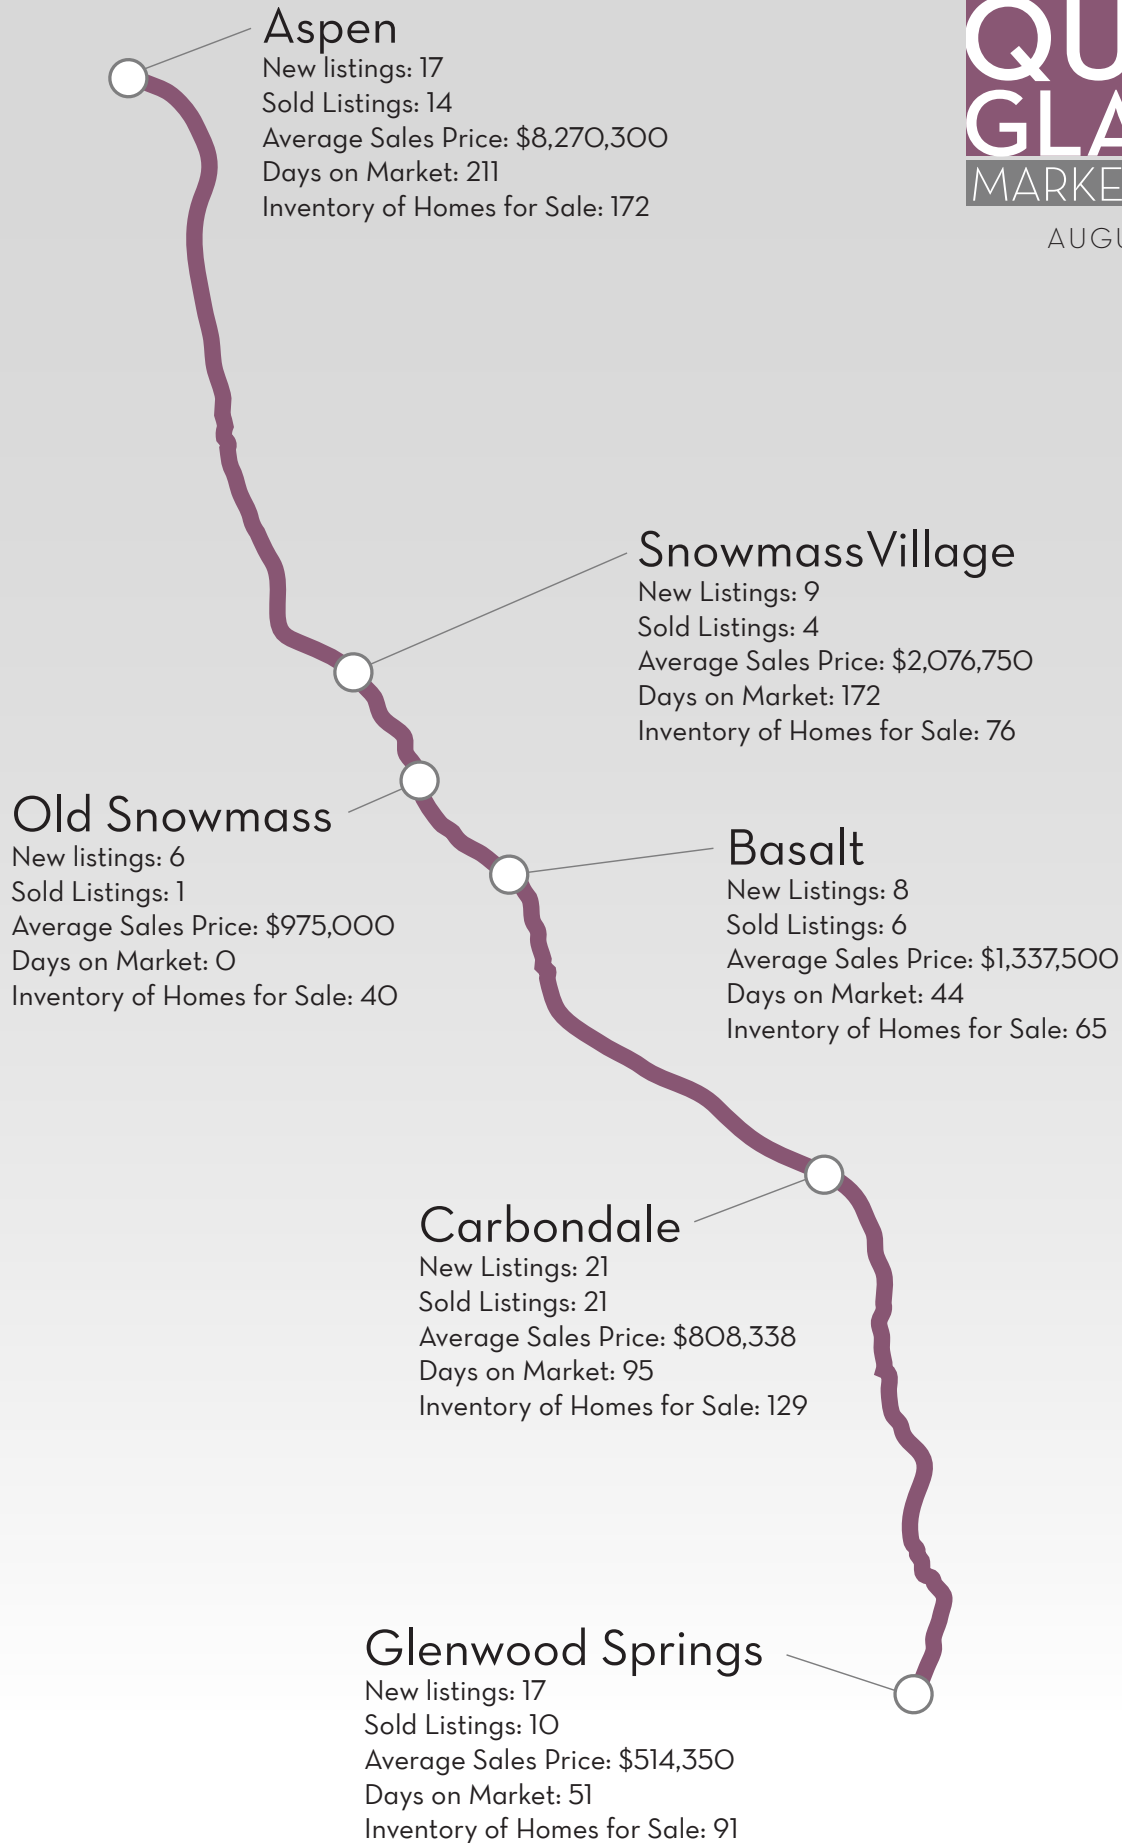 Aspen
New listings: 17
Sold Listings: 14
Average Sales Price: $8,270,300
Days on Market: 211
Inventory of Homes for Sale: 172
Snowmass Village
New Listings: 9
Sold Listings: 4
Average Sales Price: $2,076,750
Days on Market: 172
Inventory of Homes for Sale: 76
Old Snowmass
New listings: 6
Sold Listings: 1
Average Sales Price: $975,000
Days on Market: 0
Inventory of Homes for Sale: 40
Basalt
New Listings: 8
Sold Listings: 6
Average Sales Price: $1,337,500
Days on Market: 44
Inventory of Homes for Sale: 65
Carbondale
New Listings: 21
Sold Listings: 21
Average Sales Price: $808,338
Days on Market: 95
Inventory of Homes for Sale: 129
Glenwood Springs
New listings: 17
Sold Listings: 10
Average Sales Price: $514,350
Days on Market: 51
Inventory of Homes for Sale: 91